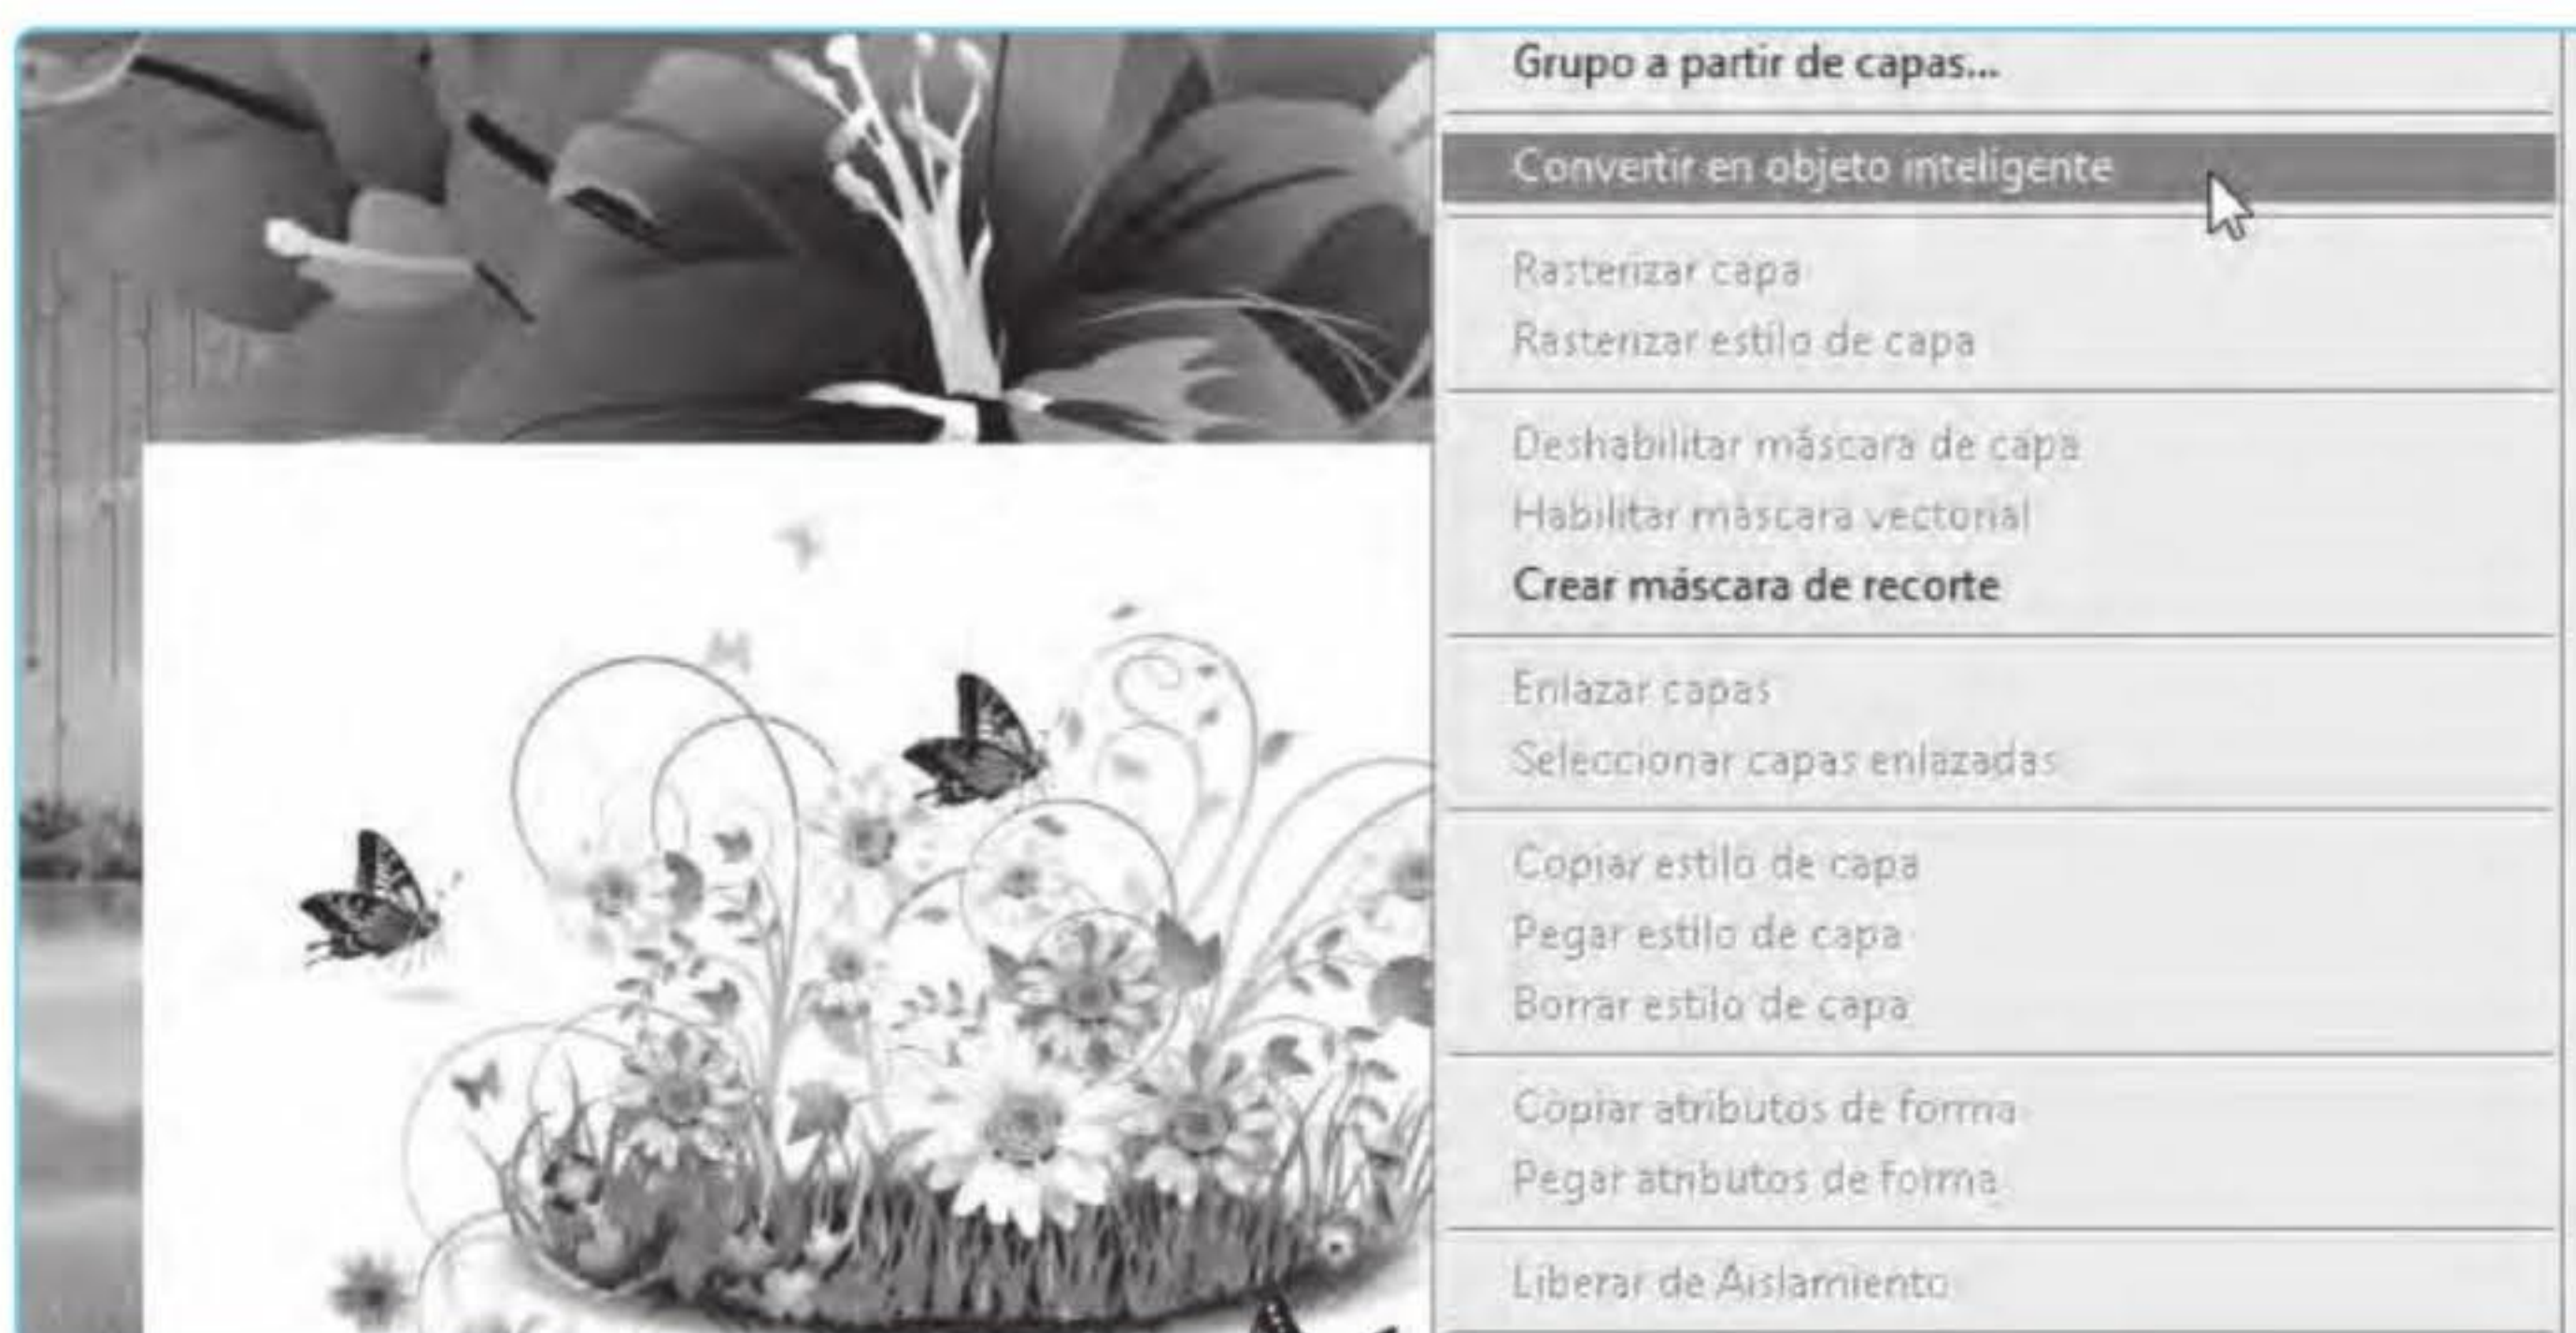 Grupo a partir de capas...
Convertir en objeto inteligente
Rasterizar capa
Rasterizar estilo de capa
Deshabilitar máscara de capa
Habilitar máscara vectorial
Crear máscara de recorte
Enlazar capas
Seleccionar capas enlazadas
Copiar estilo de capa
Pegar estilo de capa
Borrar estilo de capa
Copiar atributos de forma
Pegar atributos de forma
Liberar de Aislamiento